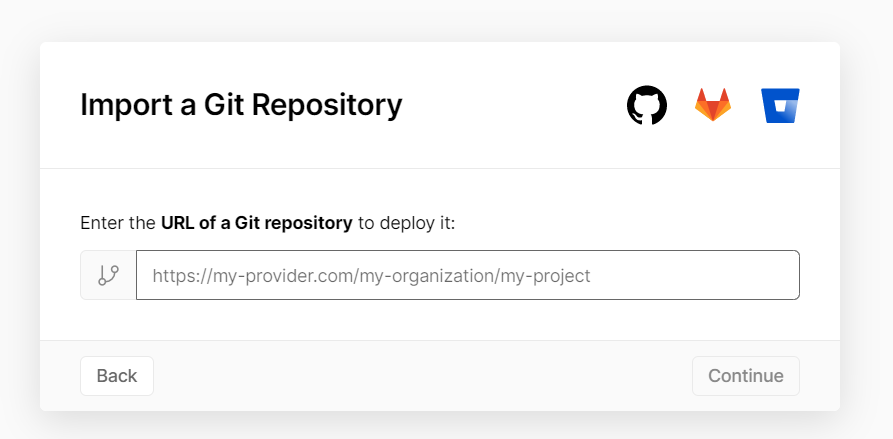 Import a Git Repository
Enter the URL of a Git repository to deploy it:
https://my-provider.com/my-organization/my-project
Back
Continue